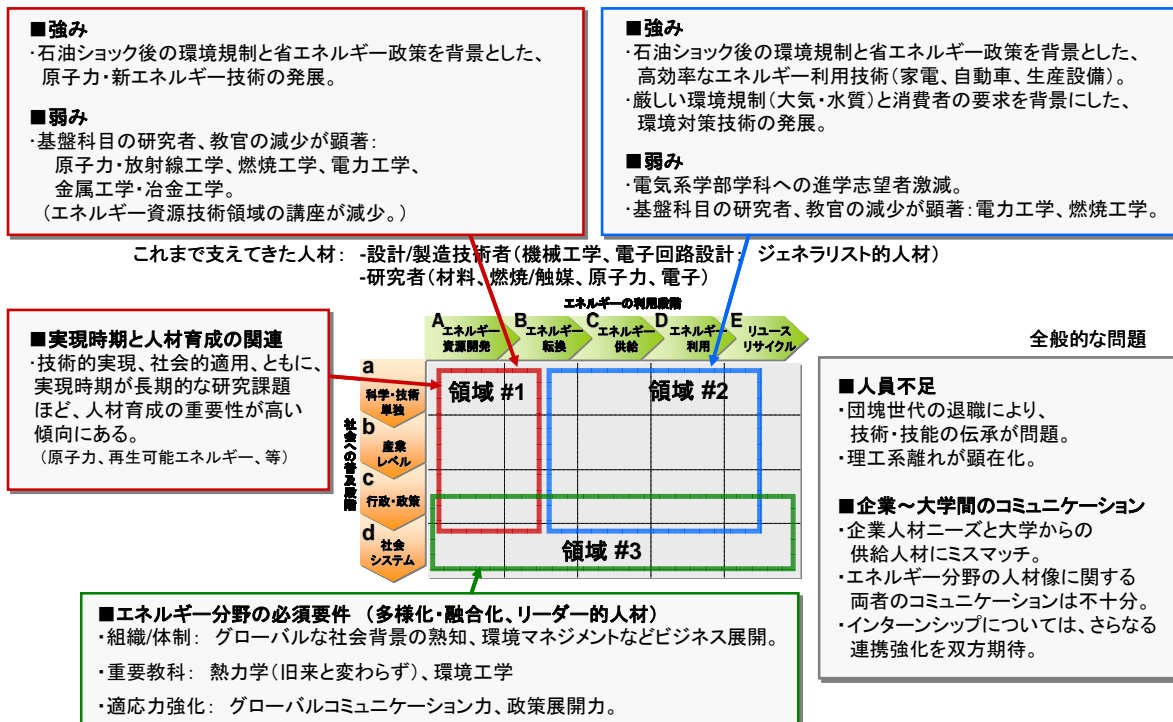 ■強み
・石油ショック後の環境規制と省エネルギー政策を背景とした、
原子力・新エネルギー技術の発展。
■弱み
・基盤科目の研究者、教官の減少が顕著:
原子力・放射線工学、燃焼工学、電力工学、
金属工学・冶金工学。
(エネルギー資源技術領域の講座が減少。)
■強み
・石油ショック後の環境規制と省エネルギー政策を背景とした、
高効率なエネルギー利用技術(家電、自動車、生産設備)。
・厳しい環境規制(大気・水質)と消費者の要求を背景にした、
環境対策技術の発展。
■弱み
・電気系学部学科への進学志望者激減。
・基盤科目の研究者、教官の減少が顕著:電力工学、燃焼工学。
これまで支えてきた人材: -設計/製造技術者(機械工学、電子回路設計: ジェネラリスト的人材)
-研究者(材料、燃焼/触媒、原子力、電子)
■実現時期と人材育成の関連
・技術的実現、社会的適用、ともに、
実現時期が長期的な研究課題
ほど、人材育成の重要性が高い
傾向にある。
(原子力、再生可能エネルギー、等)
エネルギーの利用段階
A エネルギー
資源開発
B エネルギー
転換
C エネルギー
供給
D エネルギー
利用
E リユース
リサイクル
社会への普及段階
a
科学・技術
単独
b
産業
レベル
c
行政・政策
d
社会
システム
領域 #1
領域 #2
領域 #3
全般的な問題
■人員不足
・団塊世代の退職により、
技術・技能の伝承が問題。
・理工系離れが顕在化。
■企業~大学間のコミュニケーション
・企業人材ニーズと大学からの
供給人材にミスマッチ。
・エネルギー分野の人材像に関する
両者のコミュニケーションは不十分。
・インターンシップについては、さらなる
連携強化を双方期待。
■エネルギー分野の必須要件 (多様化・融合化、リーダー的人材)
・組織/体制: グローバルな社会背景の熟知、環境マネジメントなどビジネス展開。
・重要教科: 熱力学(旧来と変わらず)、環境工学
・適応力強化: グローバルコミュニケーション力、政策展開力。